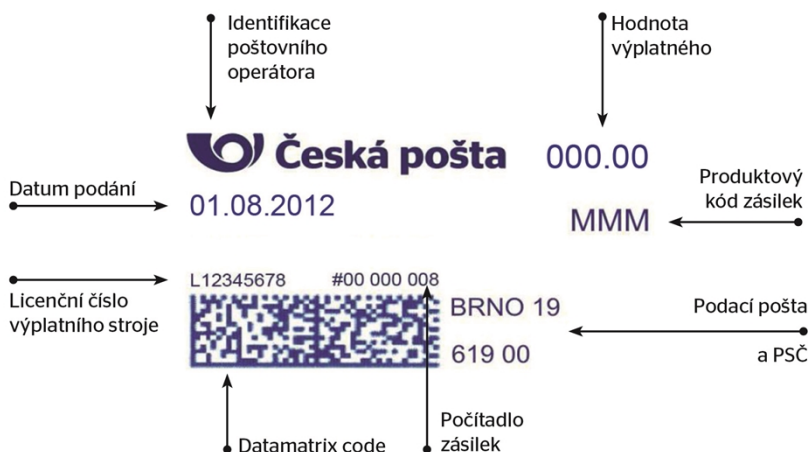 Identifikace
poštovního
operátora
Hodnota
výplatného
Česká pošta
000.00
Datum podání
01.08.2012
Produktový
kód zásilek
MMM
L12345678
#00 000 008
Licenční číslo
výplatního stroje
BRNO 19
619 00
Podací pošta
a PSČ
Datamatrix code
Počítadlo
zásilek